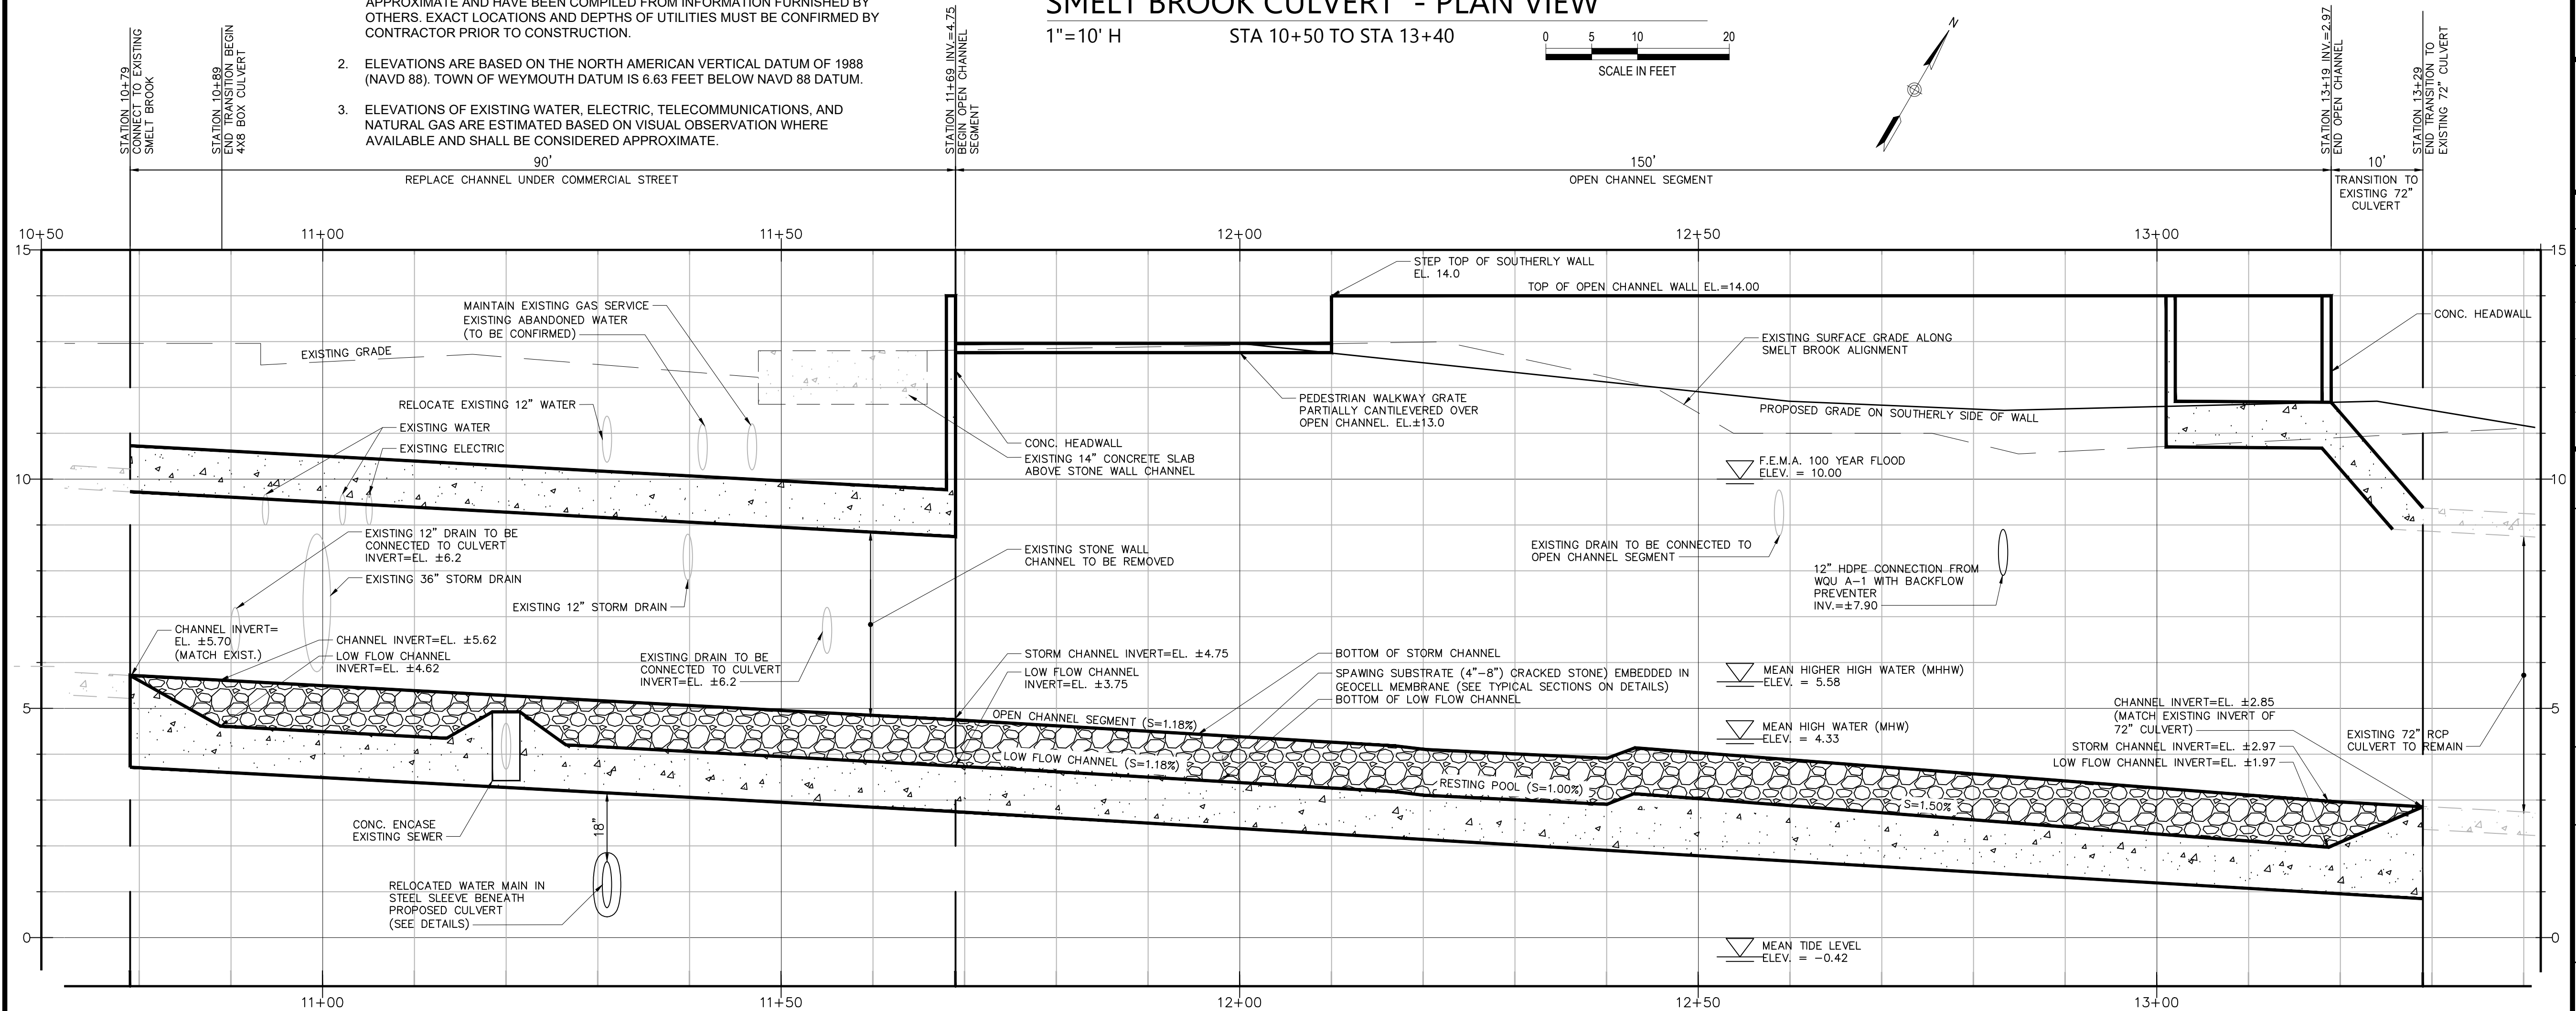 APPROXIMATE AND HAVE BEEN COMPILED FROM INFORMATION FURNISHED BY
OTHERS. EXACT LOCATIONS AND DEPTHS OF UTILITIES MUST BE CONFIRMED BY
CONTRACTOR PRIOR TO CONSTRUCTION.
2. ELEVATIONS ARE BASED ON THE NORTH AMERICAN VERTICAL DATUM OF 1988
(NAVD 88). TOWN OF WEYMOUTH DATUM IS 6.63 FEET BELOW NAVD 88 DATUM.
3. ELEVATIONS OF EXISTING WATER, ELECTRIC, TELECOMMUNICATIONS, AND
NATURAL GAS ARE ESTIMATED BASED ON VISUAL OBSERVATION WHERE
AVAILABLE AND SHALL BE CONSIDERED APPROXIMATE.
SMELT BROOK CULVERT - PLAN VIEW
1"=10' H STA 10+50 TO STA 13+40
0 5 10 20
SCALE IN FEET
N
STATION 10+79
CONNECT TO EXISTING
SMELT BROOK
STATION 10+89
END TRANSITION BEGIN
4X8 BOX CULVERT
STATION 11+69 INV.=4.75
BEGIN OPEN CHANNEL
SEGMENT
STATION 13+19 INV.=2.97
END OPEN CHANNEL
STATION 13+29
END TRANSITION TO
EXISTING 72" CULVERT
90'
REPLACE CHANNEL UNDER COMMERCIAL STREET
150'
OPEN CHANNEL SEGMENT
10'
TRANSITION TO
EXISTING 72"
CULVERT
10+50 11+00 11+50 12+00 12+50 13+00
15 15
STEP TOP OF SOUTHERLY WALL
EL. 14.0
TOP OF OPEN CHANNEL WALL EL.=14.00
MAINTAIN EXISTING GAS SERVICE
EXISTING ABANDONED WATER
(TO BE CONFIRMED)
CONC. HEADWALL
EXISTING GRADE
EXISTING SURFACE GRADE ALONG
SMELT BROOK ALIGNMENT
RELOCATE EXISTING 12" WATER
EXISTING WATER
EXISTING ELECTRIC
PEDESTRIAN WALKWAY GRATE
PARTIALLY CANTILEVERED OVER
OPEN CHANNEL. EL.±13.0
PROPOSED GRADE ON SOUTHERLY SIDE OF WALL
CONC. HEADWALL
EXISTING 14" CONCRETE SLAB
ABOVE STONE WALL CHANNEL
F.E.M.A. 100 YEAR FLOOD
ELEV. = 10.00
10 10
EXISTING 12" DRAIN TO BE
CONNECTED TO CULVERT
INVERT=EL. ±6.2
EXISTING 36" STORM DRAIN
EXISTING 12" STORM DRAIN
EXISTING STONE WALL
CHANNEL TO BE REMOVED
EXISTING DRAIN TO BE CONNECTED TO
OPEN CHANNEL SEGMENT
12" HDPE CONNECTION FROM
WQU A-1 WITH BACKFLOW
PREVENTER
INV.=±7.90
CHANNEL INVERT=
EL. ±5.70
(MATCH EXIST.)
CHANNEL INVERT=EL. ±5.62
LOW FLOW CHANNEL
INVERT=EL. ±4.62
EXISTING DRAIN TO BE
CONNECTED TO CULVERT
INVERT=EL. ±6.2
STORM CHANNEL INVERT=EL. ±4.75
LOW FLOW CHANNEL
INVERT=EL. ±3.75
BOTTOM OF STORM CHANNEL
SPAWING SUBSTRATE (4"-8") CRACKED STONE) EMBEDDED IN
GEOCELL MEMBRANE (SEE TYPICAL SECTIONS ON DETAILS)
BOTTOM OF LOW FLOW CHANNEL
MEAN HIGHER HIGH WATER (MHHW)
ELEV. = 5.58
MEAN HIGH WATER (MHW)
ELEV. = 4.33
CHANNEL INVERT=EL. ±2.85
(MATCH EXISTING INVERT OF
72" CULVERT)
STORM CHANNEL INVERT=EL. ±2.97
LOW FLOW CHANNEL INVERT=EL. ±1.97
EXISTING 72" RCP
CULVERT TO REMAIN
5 5
OPEN CHANNEL SEGMENT (S=1.18%)
LOW FLOW CHANNEL (S=1.18%)
RESTING POOL (S=1.00%)
S=1.50%
CONC. ENCASE
EXISTING SEWER
18"
RELOCATED WATER MAIN IN
STEEL SLEEVE BENEATH
PROPOSED CULVERT
(SEE DETAILS)
MEAN TIDE LEVEL
ELEV. = -0.42
0 0
11+00 11+50 12+00 12+50 13+00